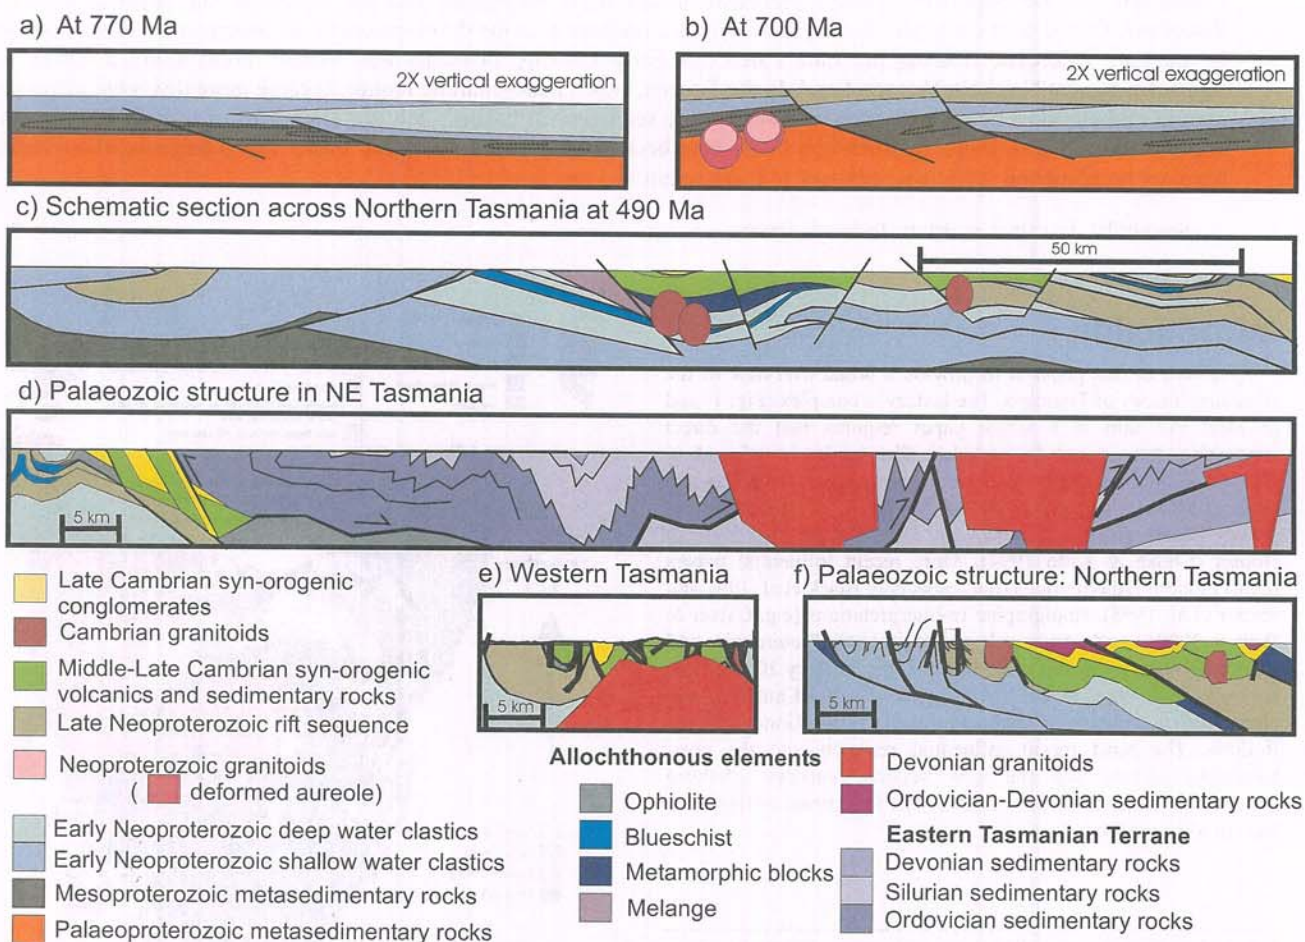 a) At 770 Ma
b) At 700 Ma
2X vertical exaggeration
2X vertical exaggeration
c) Schematic section across Northern Tasmania at 490 Ma
50 km
d) Palaeozoic structure in NE Tasmania
5 km
e) Western Tasmania
f) Palaeozoic structure: Northern Tasmania
5 km
5 km
Late Cambrian syn-orogenic
conglomerates
Cambrian granitoids
Middle-Late Cambrian syn-orogenic
volcanics and sedimentary rocks
Late Neoproterozoic rift sequence
Neoproterozoic granitoids
( deformed aureole)
Early Neoproterozoic deep water clastics
Early Neoproterozoic shallow water clastics
Mesoproterozoic metasedimentary rocks
Palaeoproterozoic metasedimentary rocks
Allochthonous elements
Ophiolite
Blueschist
Metamorphic blocks
Melange
Devonian granitoids
Ordovician-Devonian sedimentary rocks
Eastern Tasmanian Terrane
Devonian sedimentary rocks
Silurian sedimentary rocks
Ordovician sedimentary rocks